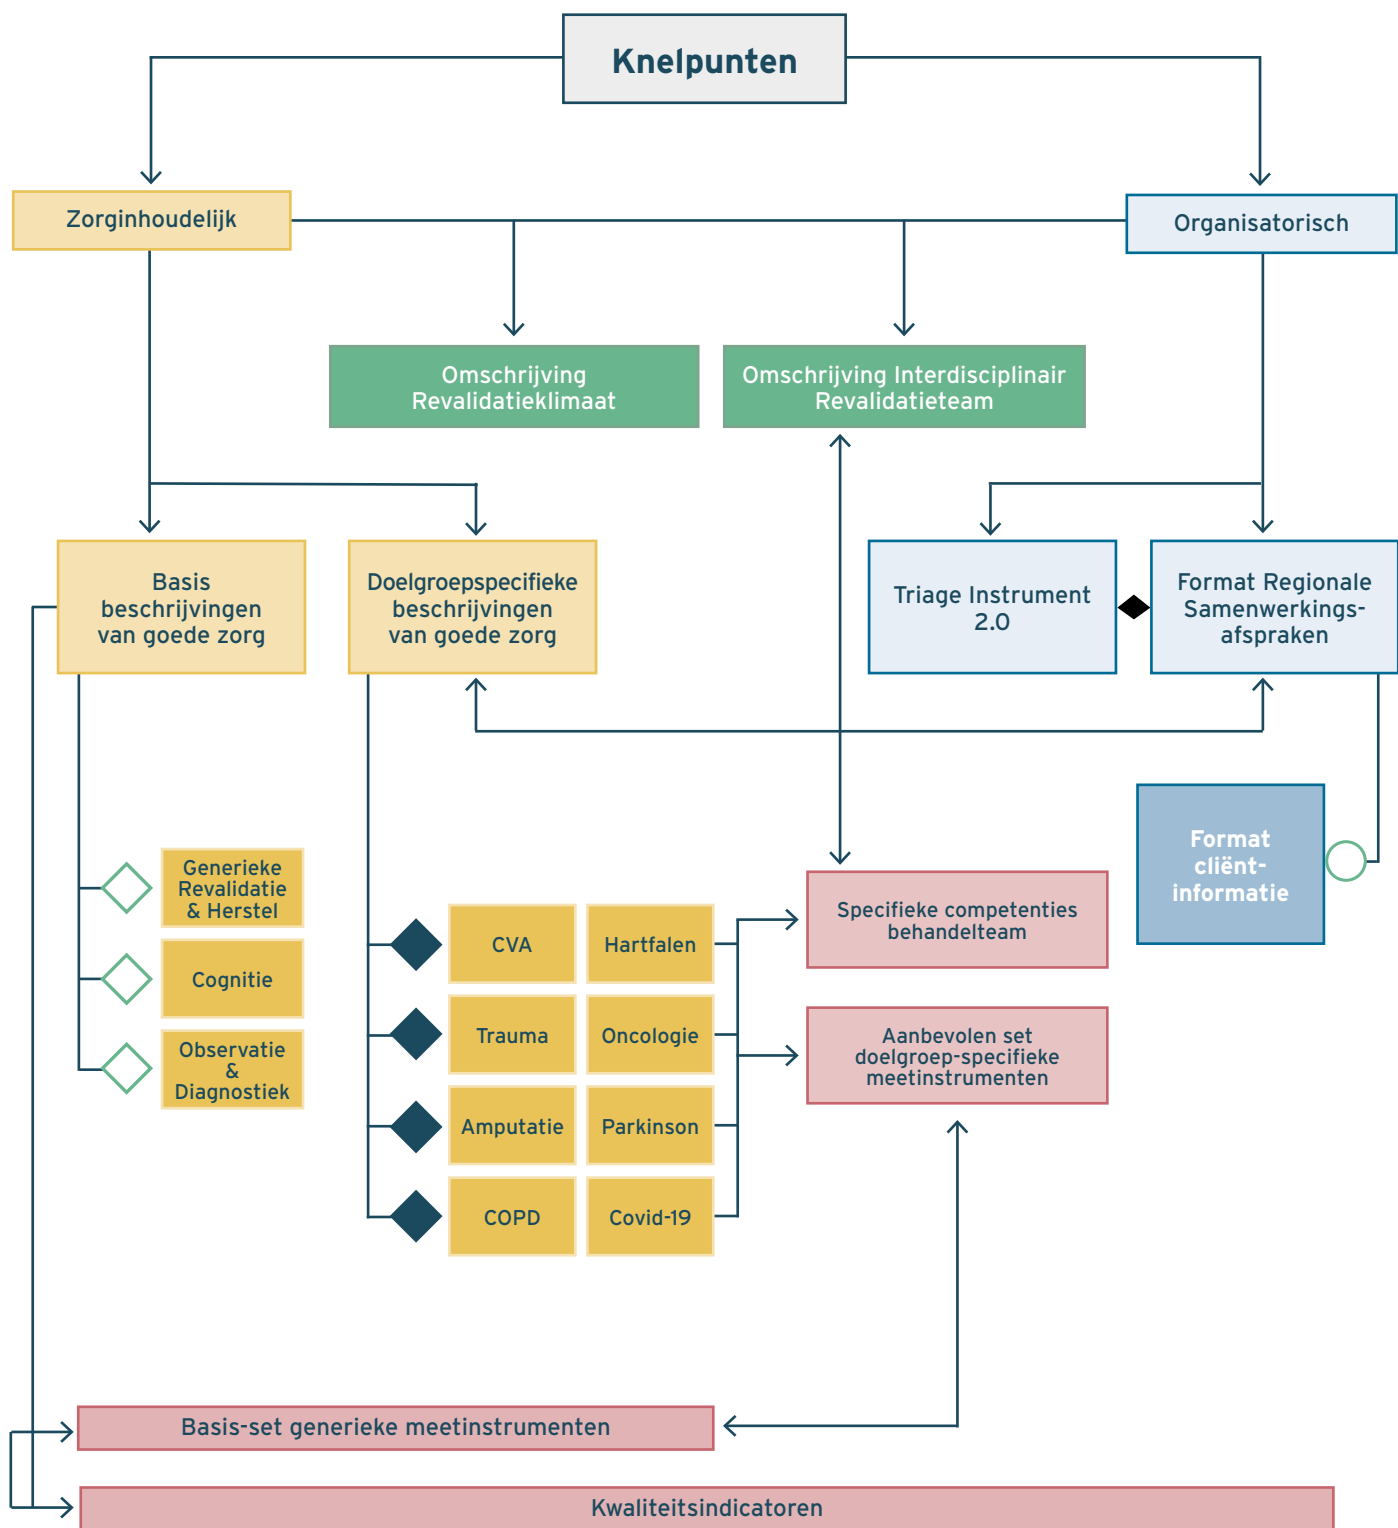 Knelpunten
Zorginhoudelijk
Organisatorisch
Omschrijving
Revalidatieklimaat
Omschrijving Interdisciplinair
Revalidatieteam
Basis
beschrijvingen
van goede zorg
Doelgroepspecifieke
beschrijvingen
van goede zorg
Triage Instrument
2.0
Format Regionale
Samenwerkings-
afspraken
Format
cliënt-
informatie
Generieke
Revalidatie
& Herstel
Cognitie
Observatie
&
Diagnostiek
CVA
Hartfalen
Trauma
Oncologie
Amputatie
Parkinson
COPD
Covid-19
Specifieke competenties
behandelteam
Aanbevolen set
doelgroep-specifieke
meetinstrumenten
Basis-set generieke meetinstrumenten
Kwaliteitsindicatoren